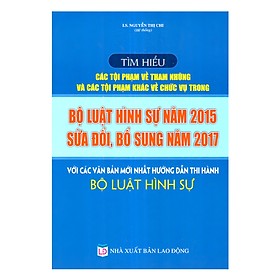 LS. NGUYỄN THỊ CHI
(hệ thống)
TÌM HIỂU
CÁC TỘI PHẠM VỀ THAM NHŨNG
VÀ CÁC TỘI PHẠM KHÁC VỀ CHỨC VỤ TRONG
BỘ LUẬT HÌNH SỰ NĂM 2015
SỬA ĐỔI, BỔ SUNG NĂM 2017
VỚI CÁC VĂN BẢN MỚI NHẤT HƯỚNG DẪN THI HÀNH
BỘ LUẬT HÌNH SỰ
NHÀ XUẤT BẢN LAO ĐỘNG